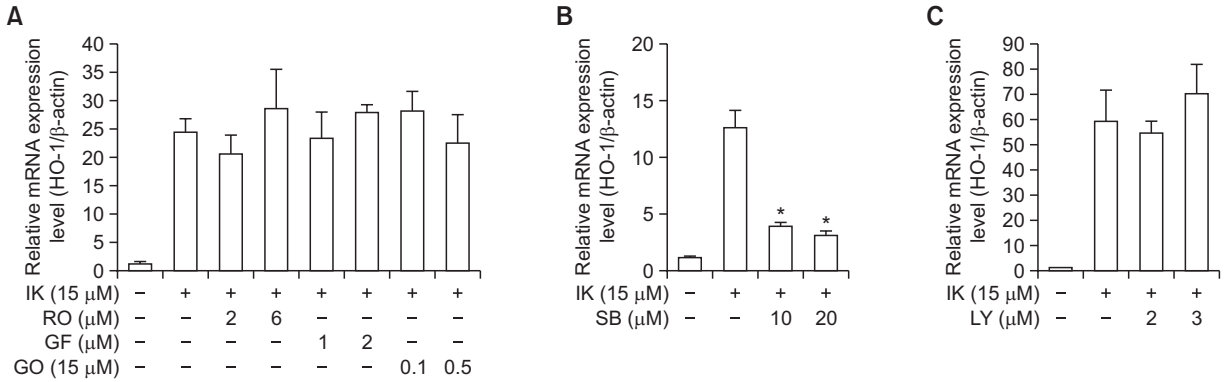 A
Relative mRNA expression
level (HO-1/β-actin)
40
35
30
25
20
15
10
5
0
IK (15 μM) – + + + + + + +
RO (μM) – – 2 6 – – – –
GF (μM) – – – – 1 2 – –
GO (15 μM) – – – – – – 0.1 0.5
B
Relative mRNA expression
level (HO-1/β-actin)
20
15
10
5
0
* *
IK (15 μM) – + + +
SB (μM) – – 10 20
C
Relative mRNA expression
level (HO-1/β-actin)
90
80
70
60
50
40
30
20
10
0
IK (15 μM) – + + +
LY (μM) – – 2 3